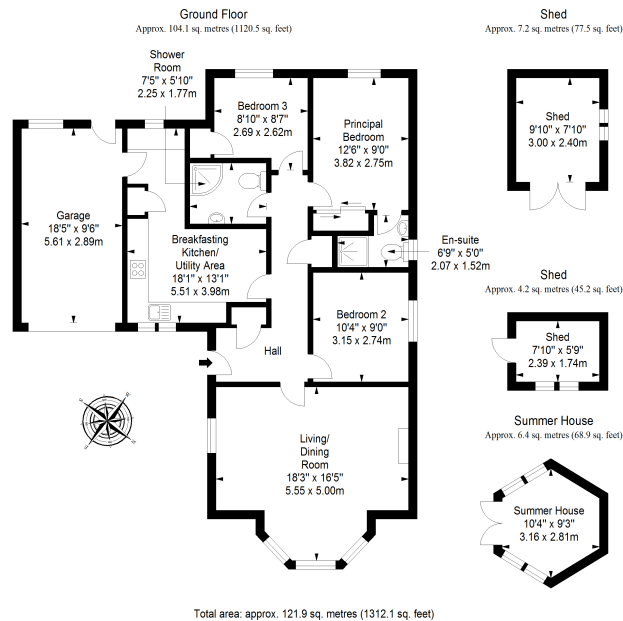 Ground Floor
Approx. 104.1 sq. metres (1120.5 sq. feet)
Shed
Approx. 7.2 sq. metres (77.5 sq. feet)
Shower
Room
7'5" x 5'10"
2.25 x 1.77m
Bedroom 3
8'10" x 8'7"
2.69 x 2.62m
Principal
Bedroom
12'6" x 9'0"
3.82 x 2.75m
Shed
9'10" x 7'10"
3.00 x 2.40m
Garage
18'5" x 9'6"
5.61 x 2.89m
Breakfasting
Kitchen/
Utility Area
18'1" x 13'1"
5.51 x 3.98m
En-suite
6'9" x 5'0"
2.07 x 1.52m
Shed
Approx. 4.2 sq. metres (45.2 sq. feet)
Bedroom 2
10'4" x 9'0"
3.15 x 2.74m
Shed
7'10" x 5'9"
2.39 x 1.74m
Hall
Summer House
Approx. 6.4 sq. metres (68.9 sq. feet)
Living/
Dining
Room
18'3" x 16'5"
5.55 x 5.00m
Summer House
10'4" x 9'3"
3.16 x 2.81m
Total area: approx. 121.9 sq. metres (1312.1 sq. feet)